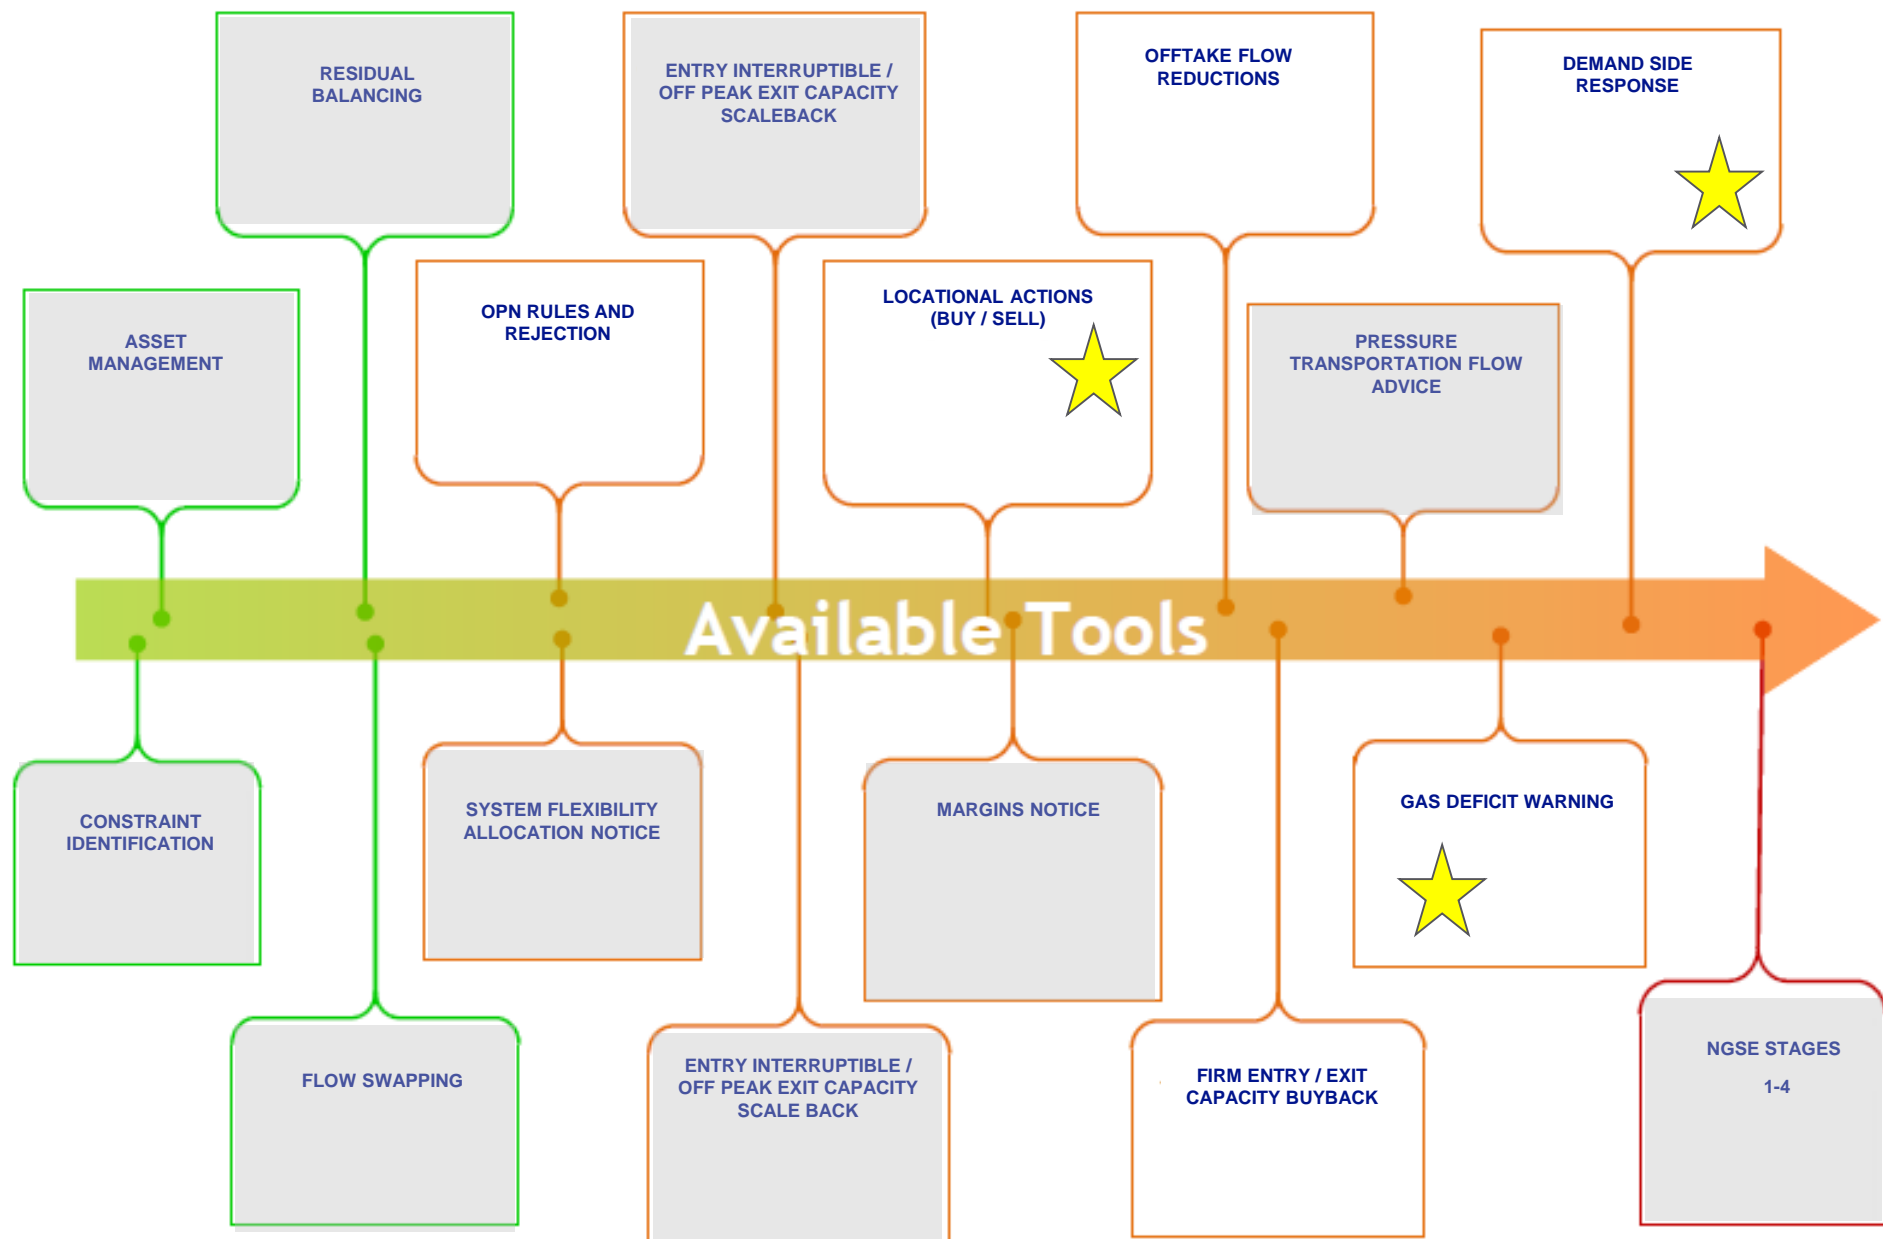 RESIDUAL
BALANCING
ENTRY INTERRUPTIBLE /
OFF PEAK EXIT CAPACITY
SCALEBACK
OFFTAKE FLOW
REDUCTIONS
DEMAND SIDE
RESPONSE
ASSET
MANAGEMENT
OPN RULES AND
REJECTION
LOCATIONAL ACTIONS
(BUY / SELL)
PRESSURE
TRANSPORTATION FLOW
ADVICE
Available Tools
CONSTRAINT
IDENTIFICATION
SYSTEM FLEXIBILITY
ALLOCATION NOTICE
MARGINS NOTICE
GAS DEFICIT WARNING
FLOW SWAPPING
ENTRY INTERRUPTIBLE /
OFF PEAK EXIT CAPACITY
SCALE BACK
FIRM ENTRY / EXIT
CAPACITY BUYBACK
NGSE STAGES
1-4